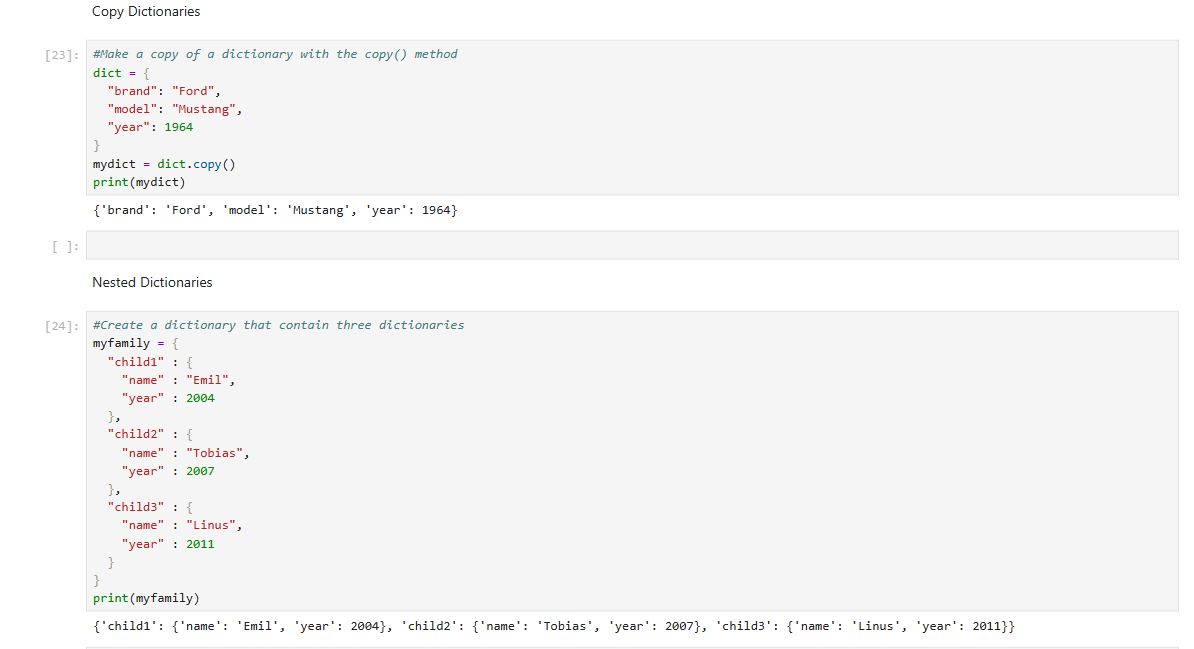 Copy Dictionaries
[23]:
#Make a copy of a dictionary with the copy() method
dict = {
  "brand": "Ford",
  "model": "Mustang",
  "year": 1964
}
mydict = dict.copy()
print(mydict)
{'brand': 'Ford', 'model': 'Mustang', 'year': 1964}
[ ]:
Nested Dictionaries
[24]:
#Create a dictionary that contain three dictionaries
myfamily = {
  "child1" : {
    "name" : "Emil",
    "year" : 2004
  },
  "child2" : {
    "name" : "Tobias",
    "year" : 2007
  },
  "child3" : {
    "name" : "Linus",
    "year" : 2011
  }
}
print(myfamily)
{'child1': {'name': 'Emil', 'year': 2004}, 'child2': {'name': 'Tobias', 'year': 2007}, 'child3': {'name': 'Linus', 'year': 2011}}